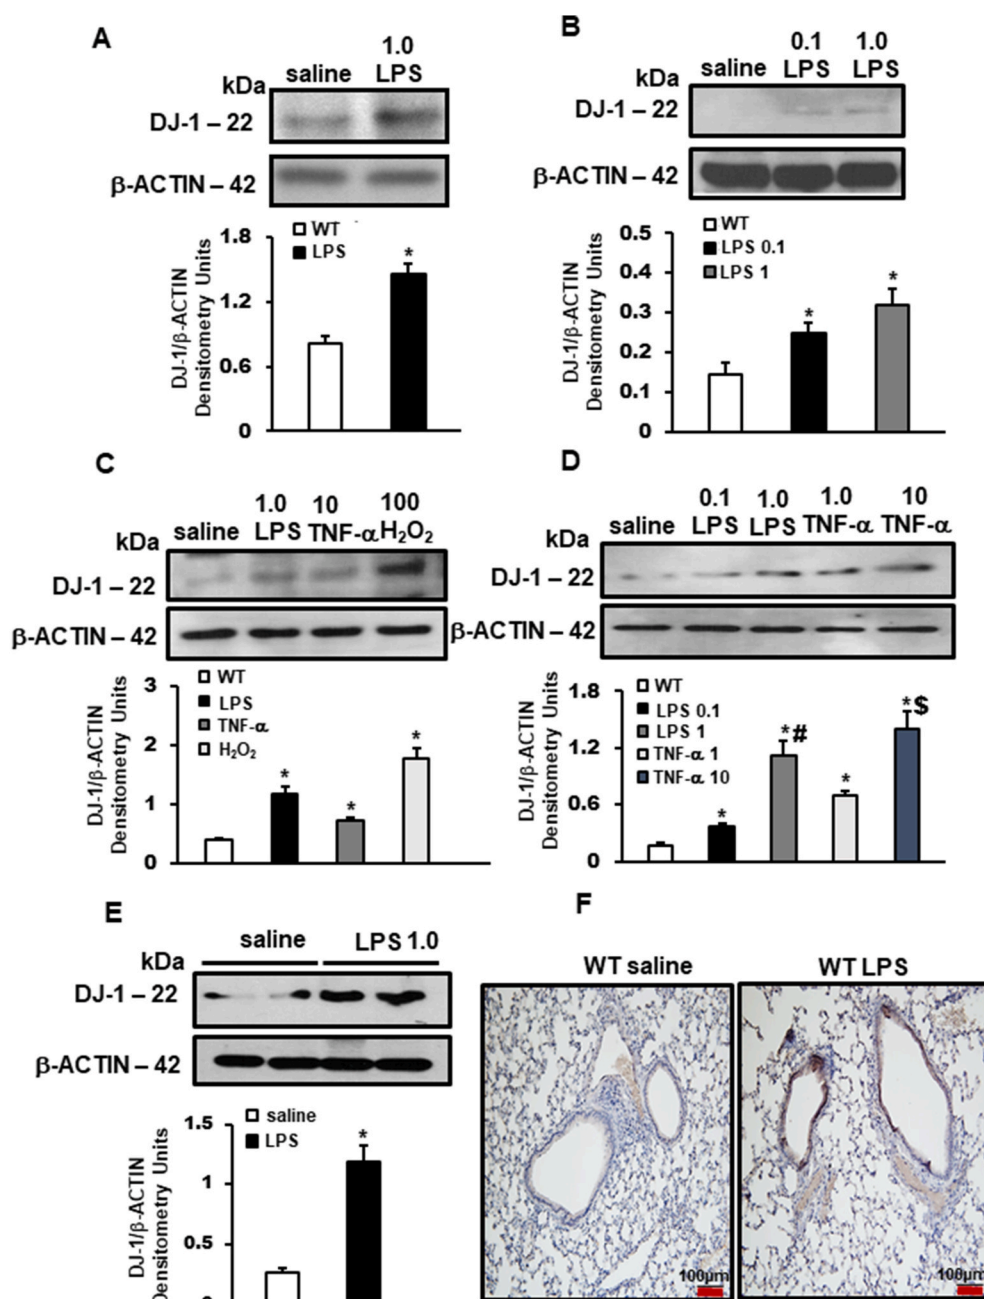 A
1.0
saline LPS
kDa
DJ-1 – 22
β-ACTIN – 42
WT
LPS
1.8
1.2
0.6
0
DJ-1/β-ACTIN
Densitometry Units
*
B
0.1 1.0
saline LPS LPS
kDa
DJ-1 – 22
β-ACTIN – 42
WT
LPS 0.1
LPS 1
0.5
0.4
0.3
0.2
0.1
0
DJ-1/β-ACTIN
Densitometry Units
* *
C
1.0 10 100
saline LPS TNF-α H₂O₂
kDa
DJ-1 – 22
β-ACTIN – 42
WT
LPS
TNF-α
H₂O₂
3
2
1
0
DJ-1/β-ACTIN
Densitometry Units
* * *
D
0.1 1.0 1.0 10
saline LPS LPS TNF-α TNF-α
kDa
DJ-1 – 22
β-ACTIN – 42
WT
LPS 0.1
LPS 1
TNF-α 1
TNF-α 10
1.8
1.2
0.6
0
DJ-1/β-ACTIN
Densitometry Units
* *# * *$
E
saline LPS 1.0
kDa
DJ-1 – 22
β-ACTIN – 42
saline
LPS
1.5
1
0.5
DJ-1/β-ACTIN
Densitometry Units
*
F
WT saline WT LPS
100μm 100μm